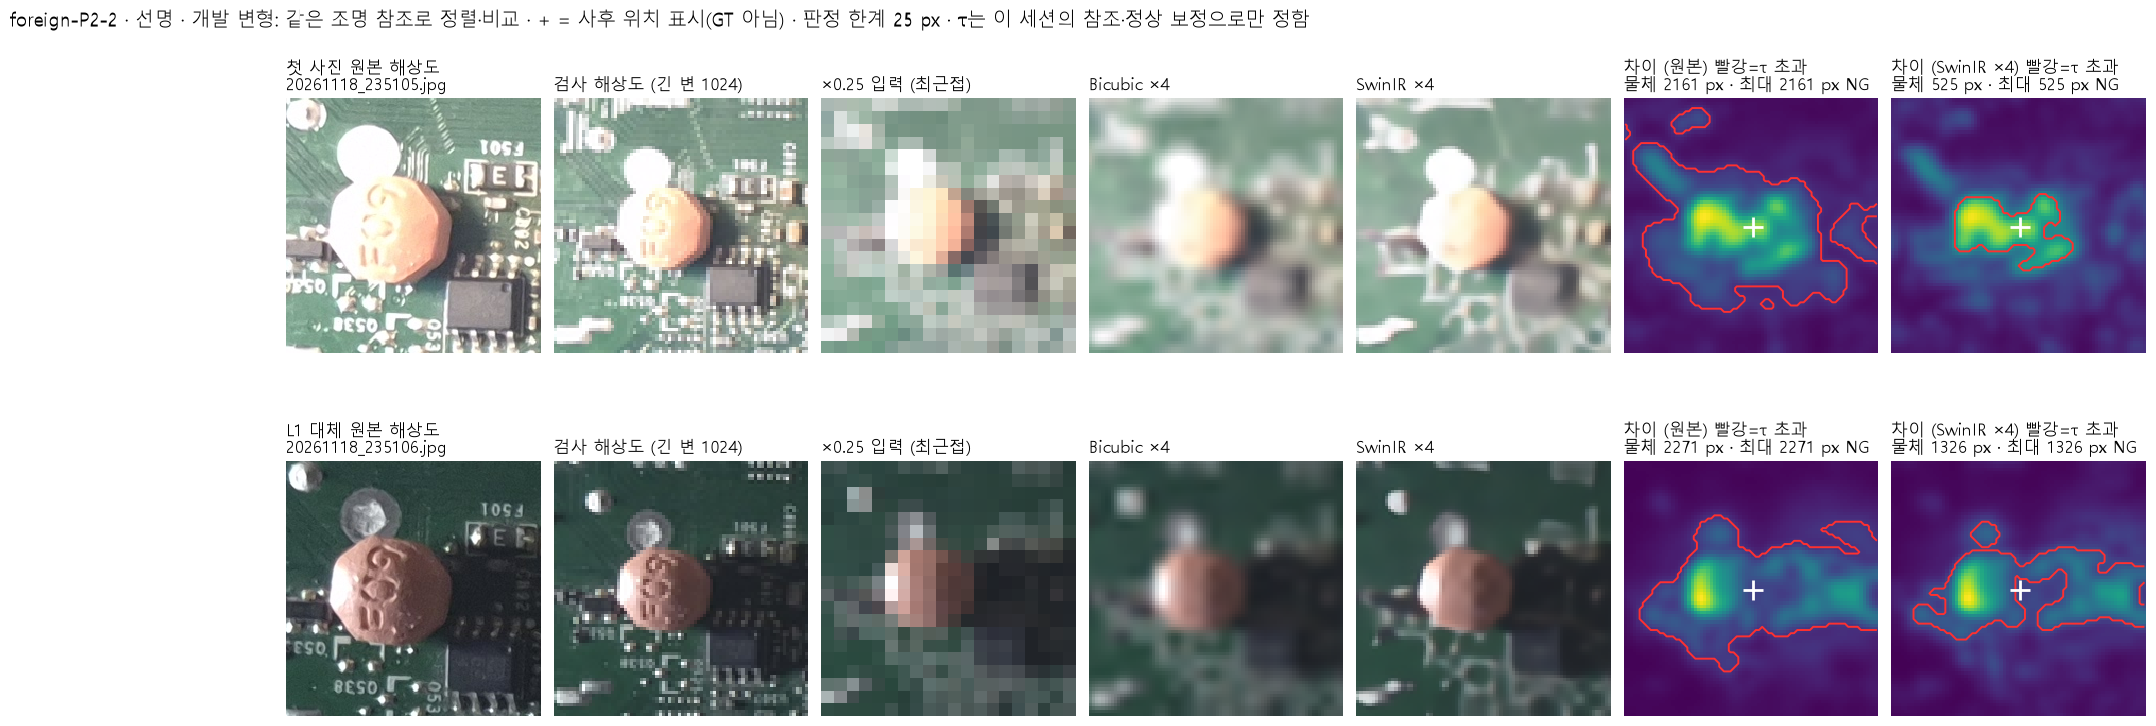 foreign-P2-2 · 선명 · 개발 변형: 같은 조명 참조로 정렬·비교 · + = 사후 위치 표시(GT 아님) · 판정 한계 25 px · τ는 이 세션의 참조·정상 보정으로만 정함
첫 사진 원본 해상도
20261118_235105.jpg
검사 해상도 (긴 변 1024)
×0.25 입력 (최근접)
Bicubic ×4
SwinIR ×4
차이 (원본) 빨강=τ 초과
물체 2161 px · 최대 2161 px NG
차이 (SwinIR ×4) 빨강=τ 초과
물체 525 px · 최대 525 px NG
F501
E
0538
L1 대체 원본 해상도
20261118_235106.jpg
검사 해상도 (긴 변 1024)
×0.25 입력 (최근접)
Bicubic ×4
SwinIR ×4
차이 (원본) 빨강=τ 초과
물체 2271 px · 최대 2271 px NG
차이 (SwinIR ×4) 빨강=τ 초과
물체 1326 px · 최대 1326 px NG
F501
E
0538